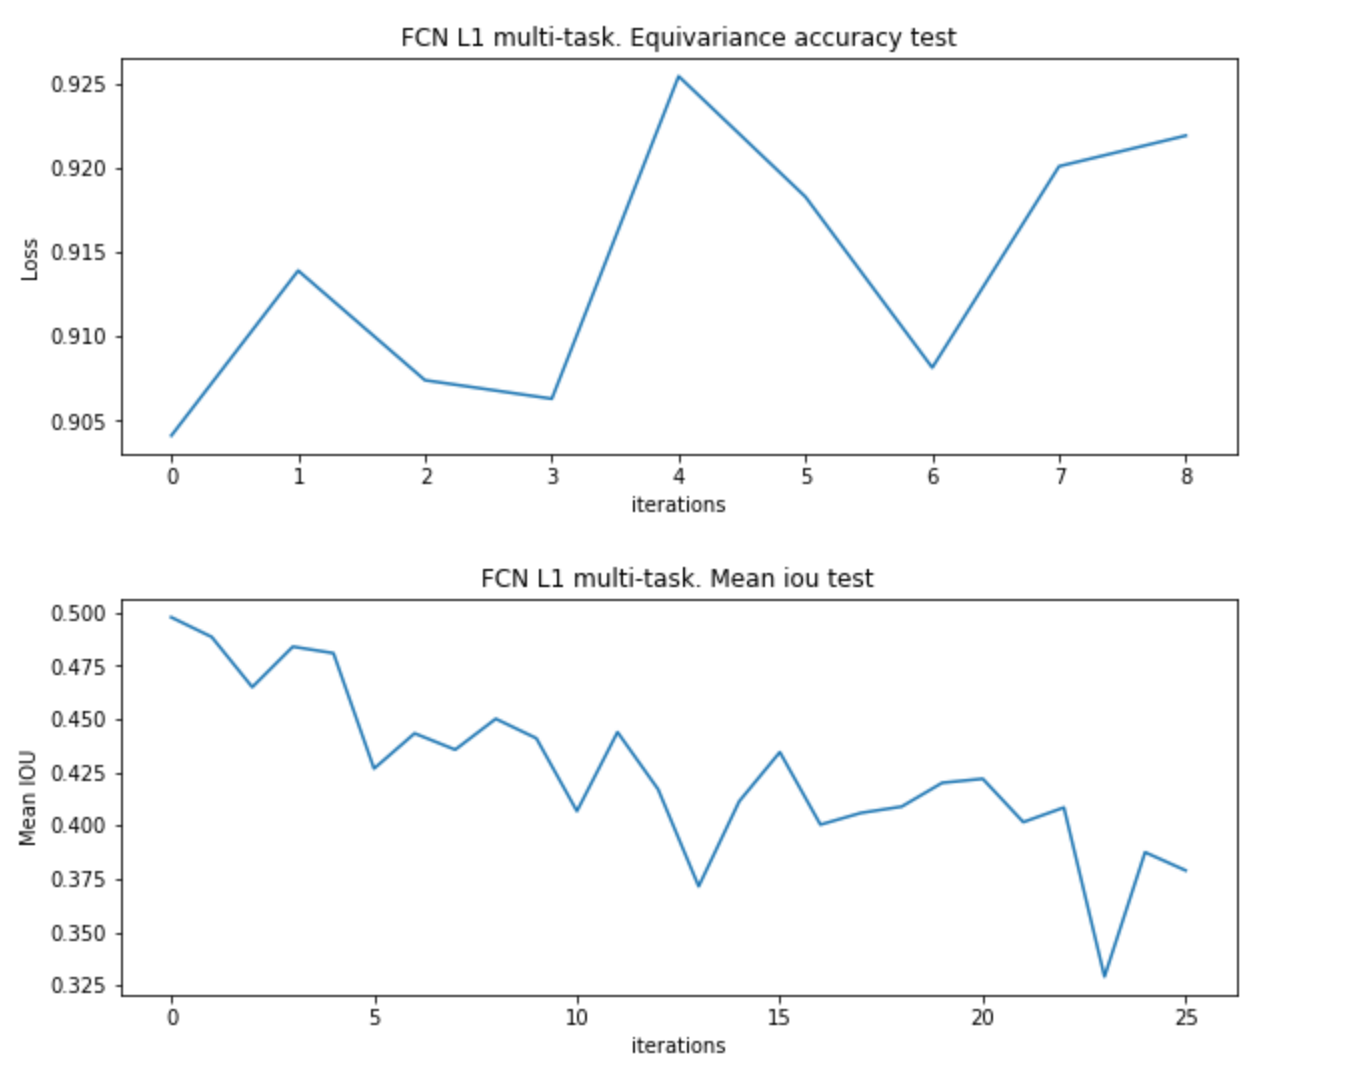 FCN L1 multi-task. Equivariance accuracy test
0.925
0.920
0.915
0.910
0.905
Loss
0 1 2 3 4 5 6 7 8
iterations
FCN L1 multi-task. Mean iou test
0.500
0.475
0.450
0.425
0.400
0.375
0.350
0.325
Mean IOU
0 5 10 15 20 25
iterations